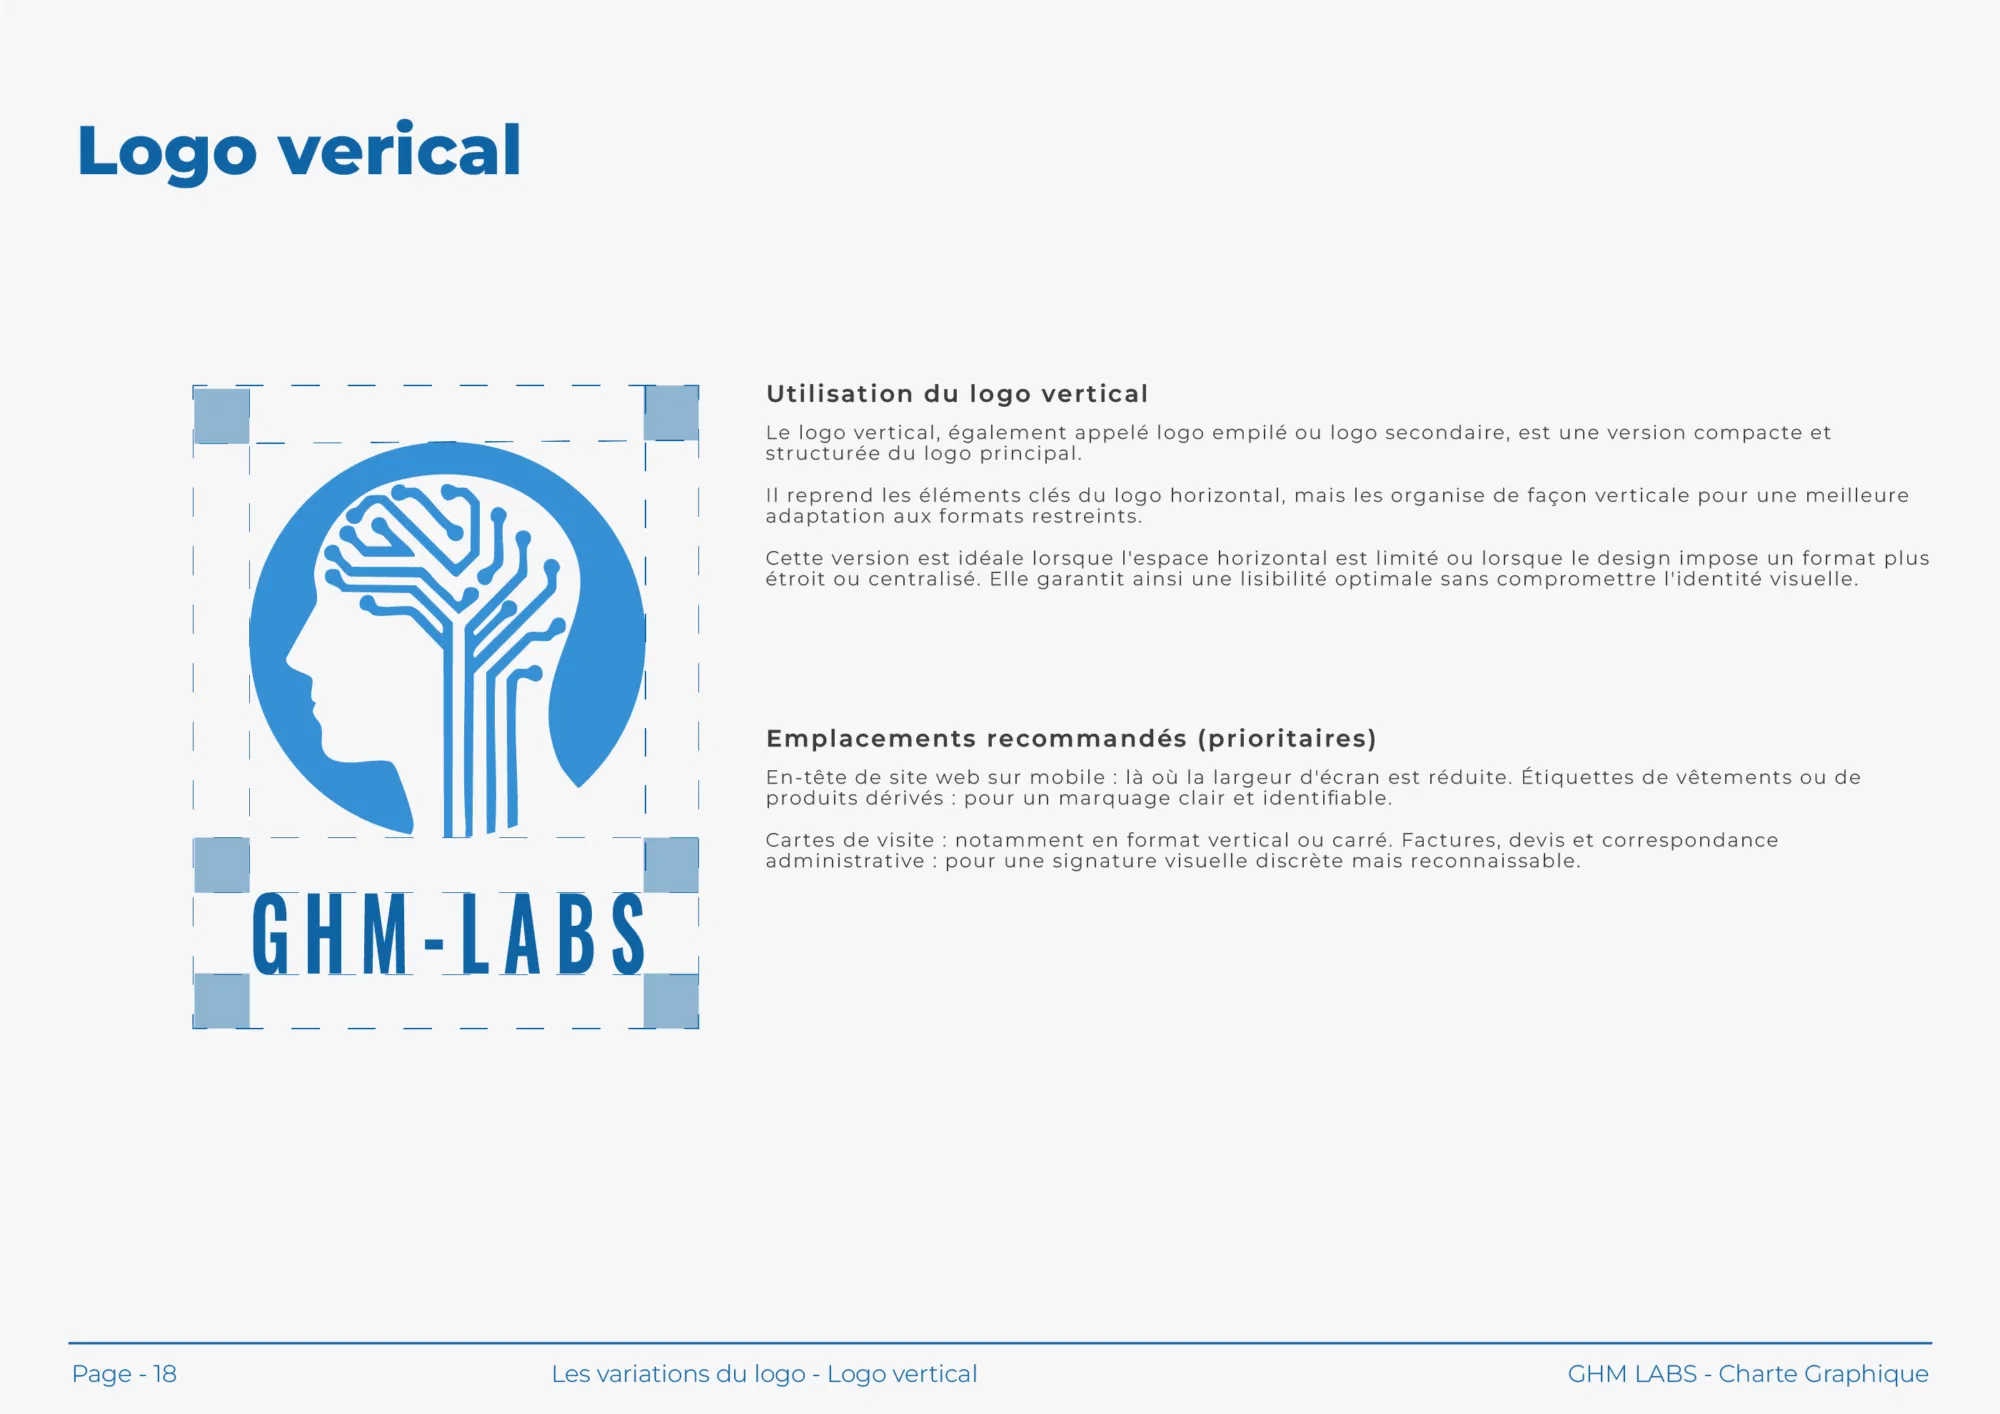 Logo verical
Utilisation du logo vertical
Le logo vertical, également appelé logo empilé ou logo secondaire, est une version compacte et
structurée du logo principal.
Il reprend les éléments clés du logo horizontal, mais les organise de façon verticale pour une meilleure
adaptation aux formats restreints.
Cette version est idéale lorsque l'espace horizontal est limité ou lorsque le design impose un format plus
étroit ou centralisé. Elle garantit ainsi une lisibilité optimale sans compromettre l'identité visuelle.
Emplacements recommandés (prioritaires)
En-tête de site web sur mobile : là où la largeur d'écran est réduite. Étiquettes de vêtements ou de
produits dérivés : pour un marquage clair et identifiable.
Cartes de visite : notamment en format vertical ou carré. Factures, devis et correspondance
administrative : pour une signature visuelle discrète mais reconnaissable.
GHM-LABS
Page - 18
Les variations du logo - Logo vertical
GHM LABS - Charte Graphique